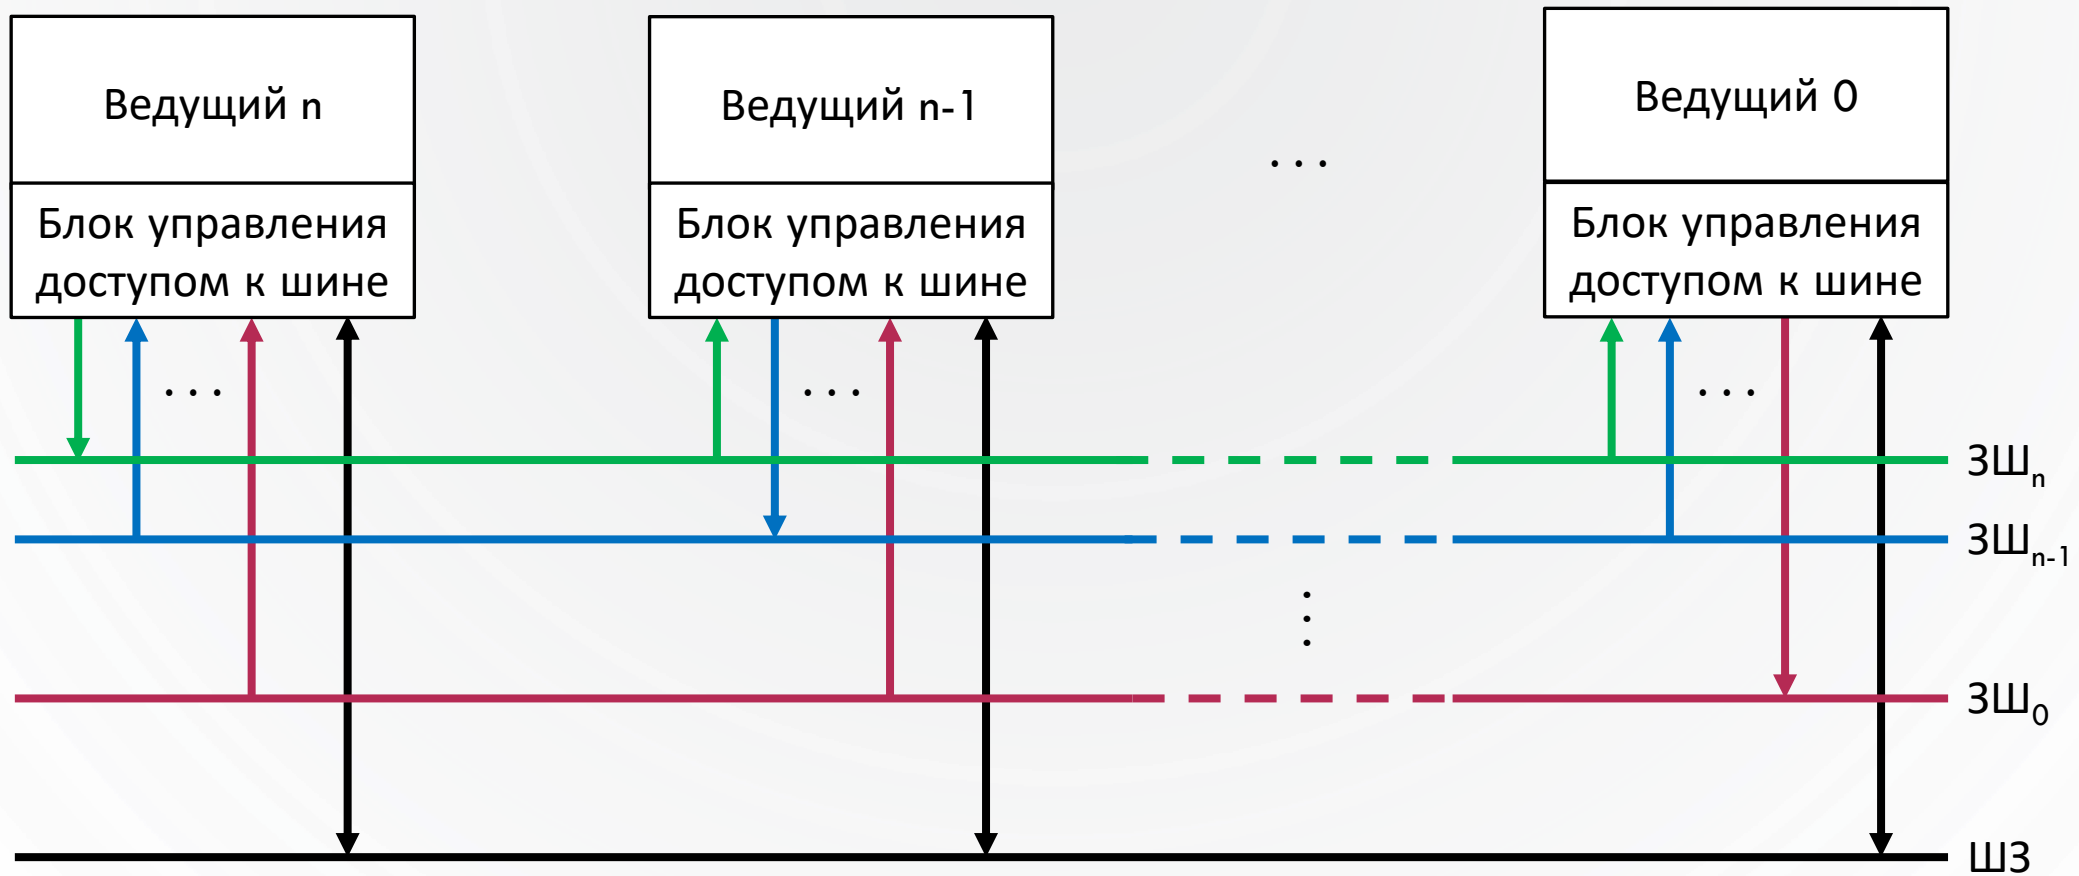 Ведущий n
Ведущий n-1
Ведущий 0
. . .
Блок управления
доступом к шине
Блок управления
доступом к шине
Блок управления
доступом к шине
. . .
. . .
. . .
ЗШn
ЗШn-1
ЗШ0
ШЗ